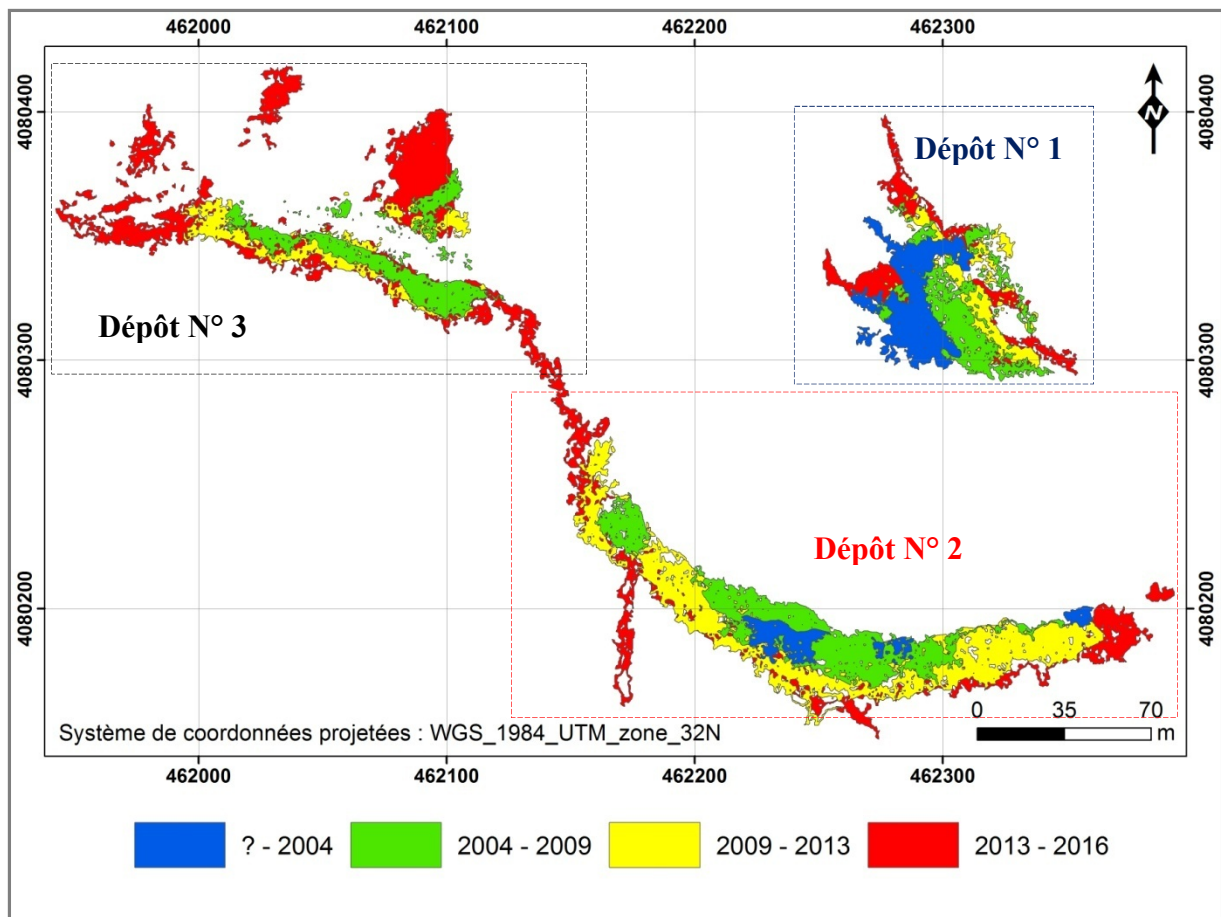 462000 462100 462200 462300
4080400 4080400
N
Dépôt N° 1
Dépôt N° 3
4080300 4080300
Dépôt N° 2
4080200 4080200
0 35 70
m
Système de coordonnées projetées : WGS_1984_UTM_zone_32N
462000 462100 462200 462300
? - 2004 2004 - 2009 2009 - 2013 2013 - 2016